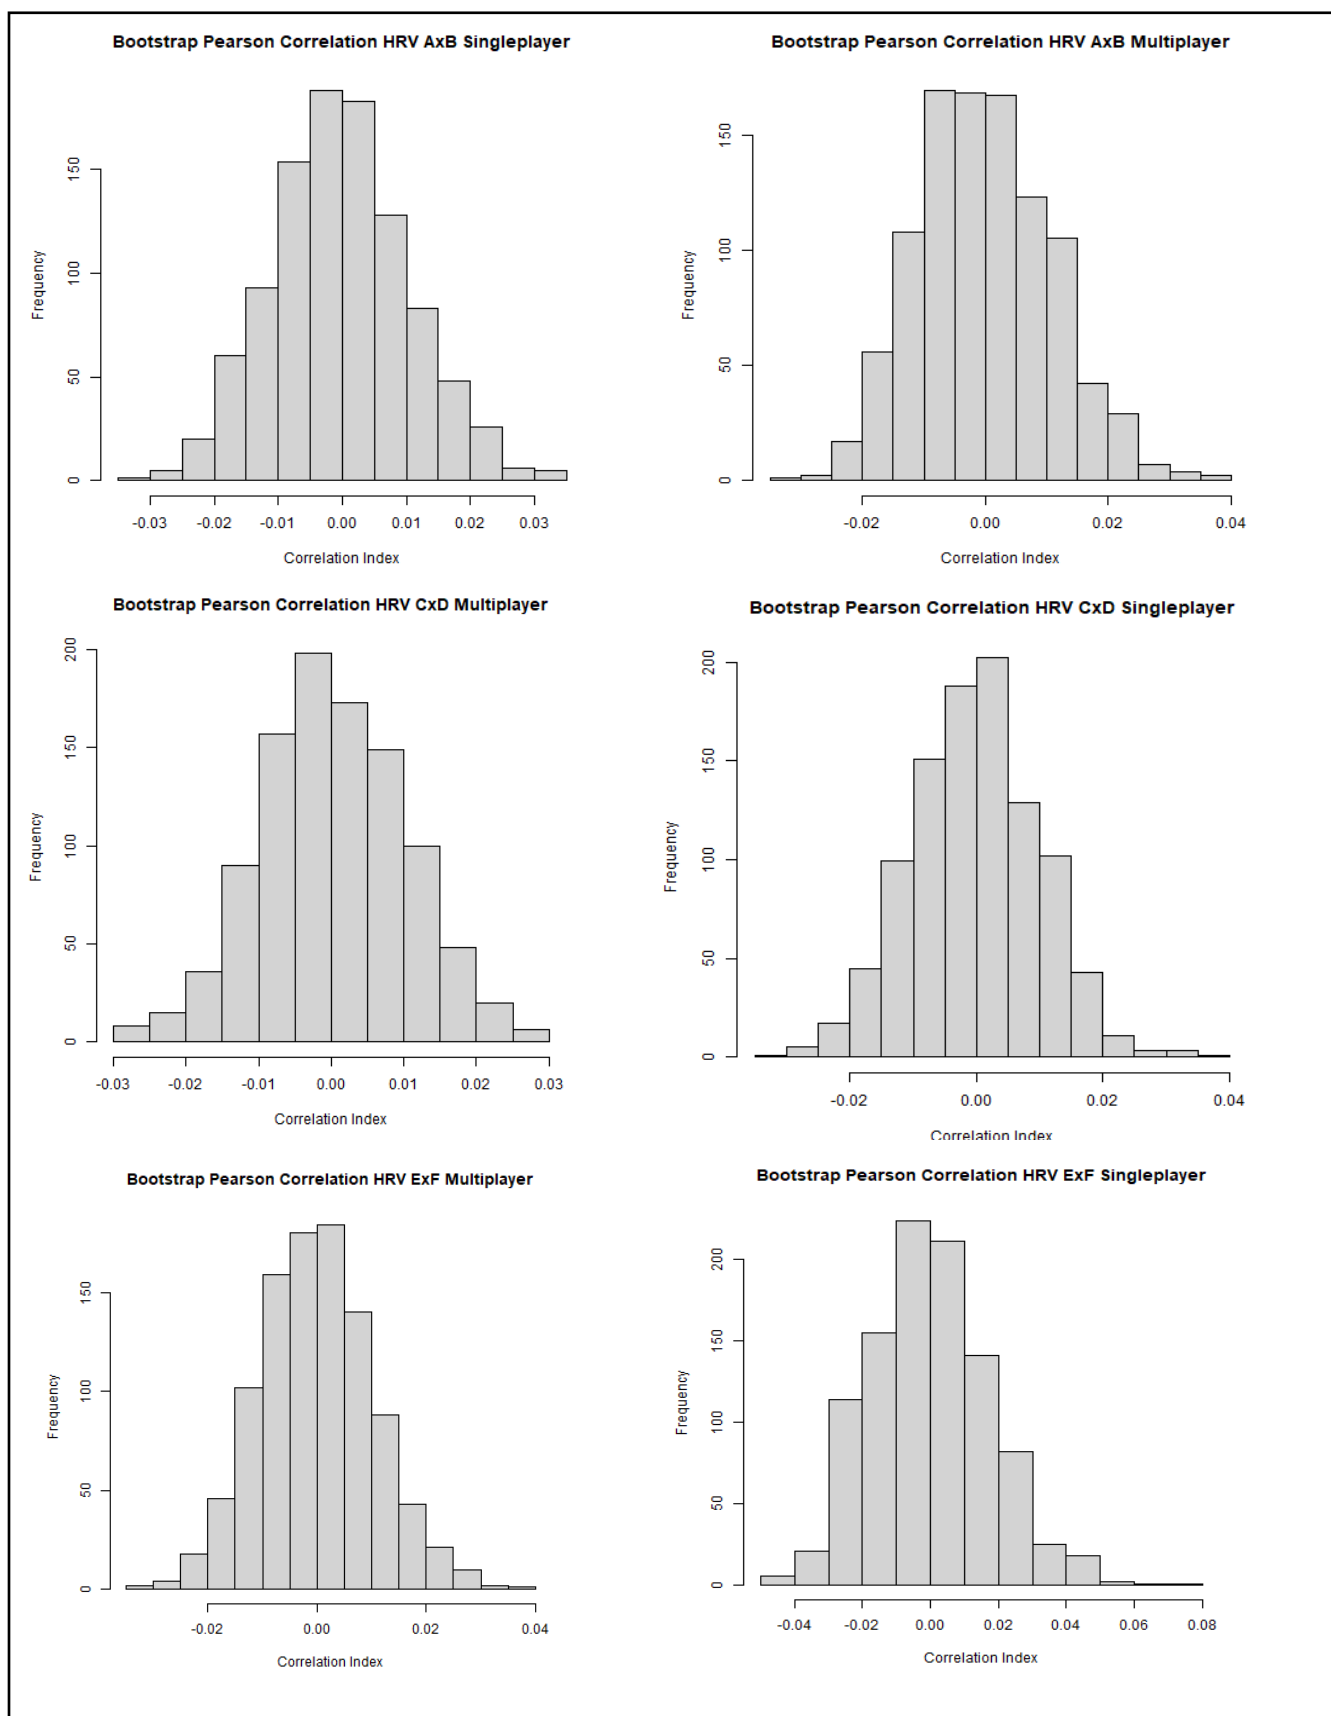 Bootstrap Pearson Correlation HRV AxB Singleplayer
Frequency
150
100
50
0
-0.03 -0.02 -0.01 0.00 0.01 0.02 0.03
Correlation Index
Bootstrap Pearson Correlation HRV AxB Multiplayer
Frequency
150
100
50
0
-0.02 0.00 0.02 0.04
Correlation Index
Bootstrap Pearson Correlation HRV CxD Multiplayer
Frequency
200
150
100
50
0
-0.03 -0.02 -0.01 0.00 0.01 0.02 0.03
Correlation Index
Bootstrap Pearson Correlation HRV CxD Singleplayer
Frequency
200
150
100
50
0
-0.02 0.00 0.02 0.04
Correlation Index
Bootstrap Pearson Correlation HRV ExF Multiplayer
Frequency
150
100
50
0
-0.02 0.00 0.02 0.04
Correlation Index
Bootstrap Pearson Correlation HRV ExF Singleplayer
Frequency
200
150
100
50
0
-0.04 -0.02 0.00 0.02 0.04 0.06 0.08
Correlation Index